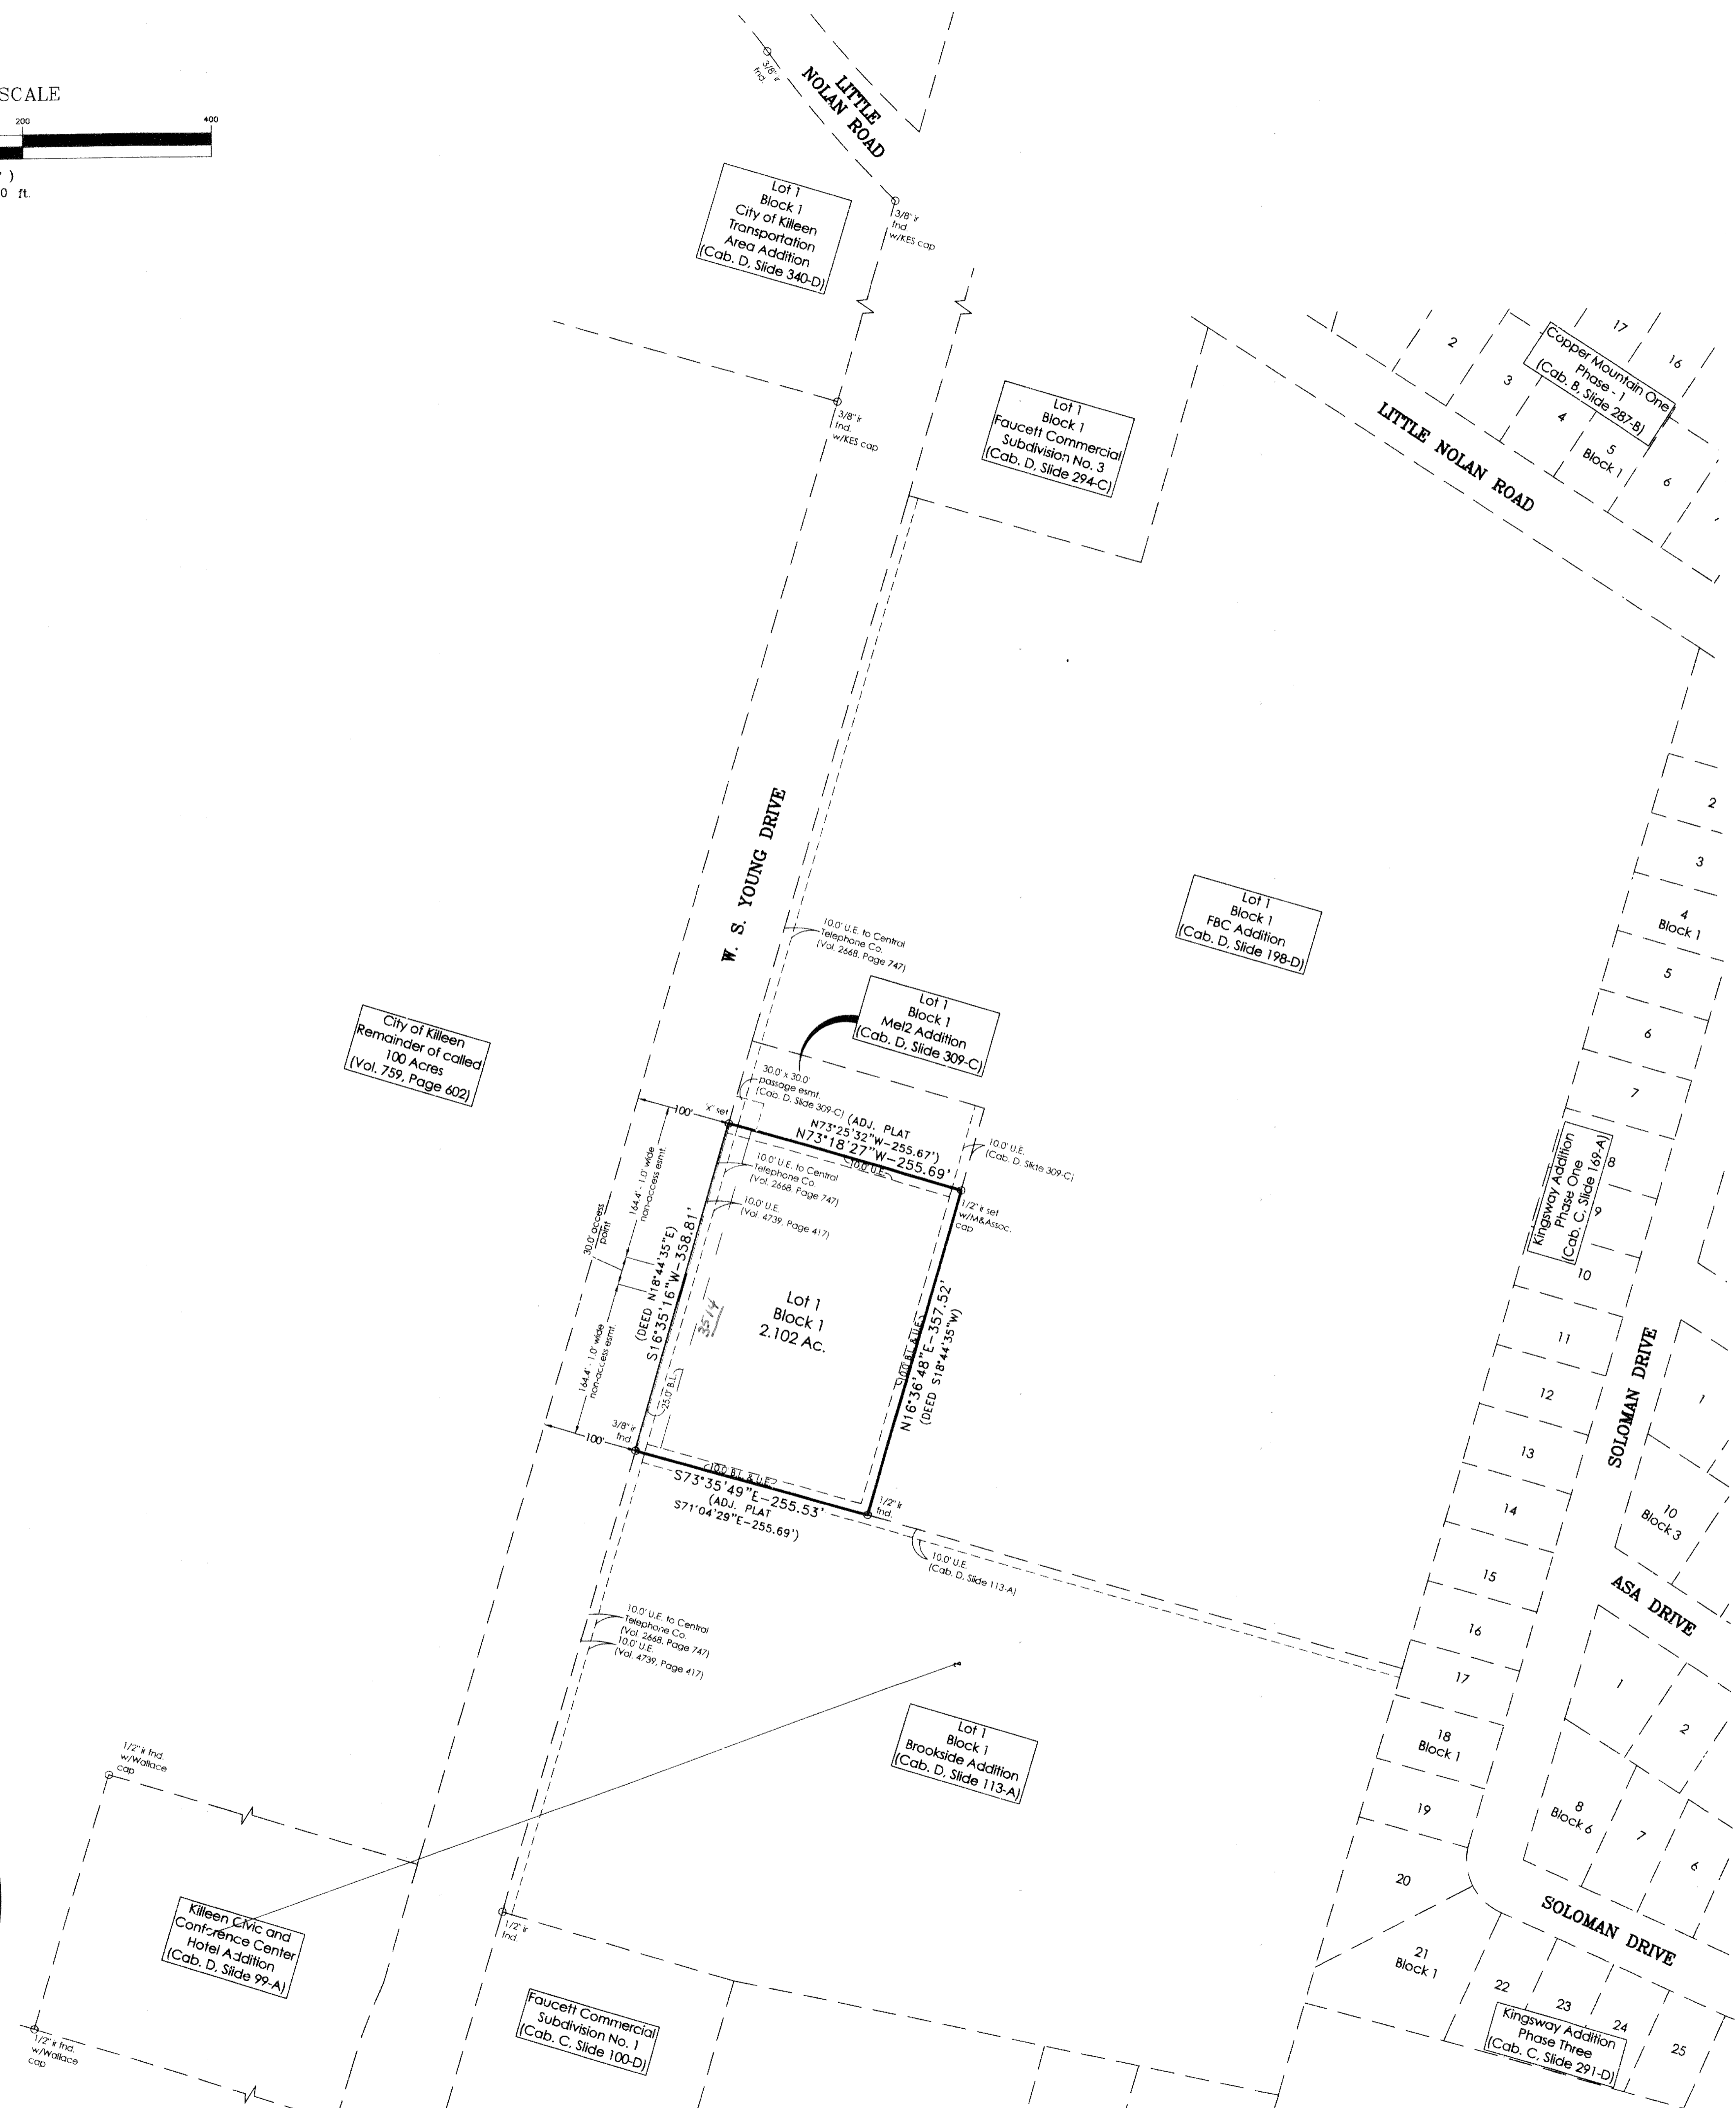 SCALE
200
400
0 ft.
3/8" ir
fnd.
LITTLE
NOLAN ROAD
Lot 1
Block 1
City of Killeen
Transportation
Area Addition
(Cab. D, Slide 340-D)
3/8" ir
fnd.
w/KES cap
3/8" ir
fnd.
w/KES cap
Lot 1
Block 1
Faucett Commercial
Subdivision No. 3
(Cab. D, Slide 294-C)
17
16
Copper Mountain One
Phase - 1
(Cab. B, Slide 287-B)
2
3
4
5
Block 1
6
LITTLE NOLAN ROAD
W. S. YOUNG DRIVE
10.0' U.E. to Central
Telephone Co.
(Vol. 2668, Page 747)
Lot 1
Block 1
FBC Addition
(Cab. D, Slide 198-D)
2
3
4
Block 1
5
6
7
8
9
10
11
12
13
14
15
16
17
18
Block 1
19
20
21
Block 1
22
23
24
25
Kingsway Addition
Phase One
(Cab. C, Slide 169-A)
Lot 1
Block 1
Mel2 Addition
(Cab. D, Slide 309-C)
City of Killeen
Remainder of called
100 Acres
(Vol. 759, Page 602)
30.0' x 30.0'
passage esmt.
(Cab. D, Slide 309-C)
(ADJ. PLAT
N73°25'32"W-255.67')
N73°18'27"W-255.69'
100'
'X' set
10.0' U.E.
10.0' U.E.
(Cab. D, Slide 309-C)
10.0' U.E. to Central
Telephone Co.
(Vol. 2668, Page 747)
10.0' U.E.
(Vol. 4739, Page 417)
1/2" ir set
w/M&Assoc.
cap
164.4' - 1.0' wide
non-access esmt.
30.0' access
point
164.4' - 1.0' wide
non-access esmt.
(DEED N18°44'35"E)
S16°35'16"W-358.81'
3514
Lot 1
Block 1
2.102 Ac.
10.0' B.L. & U.E.
N16°36'48"E-357.52'
(DEED S18°44'35"W)
25.0' B.L.
3/8" ir
fnd.
100'
10.0' B.L. & U.E.
S73°35'49"E-255.53'
(ADJ. PLAT
S71°04'29"E-255.69')
1/2" ir
fnd.
10.0' U.E.
(Cab. D, Slide 113-A)
SOLOMAN DRIVE
1
10
Block 3
ASA DRIVE
1
2
8
Block 6
7
6
SOLOMAN DRIVE
10.0' U.E. to Central
Telephone Co.
(Vol. 2668, Page 747)
10.0' U.E.
(Vol. 4739, Page 417)
Lot 1
Block 1
Brookside Addition
(Cab. D, Slide 113-A)
1/2" ir fnd.
w/Wallace
cap
Killeen Civic and
Conference Center
Hotel Addition
(Cab. D, Slide 99-A)
1/2" ir
fnd.
1/2" ir fnd.
w/Wallace
cap
Faucett Commercial
Subdivision No. 1
(Cab. C, Slide 100-D)
Kingsway Addition
Phase Three
(Cab. C, Slide 291-D)